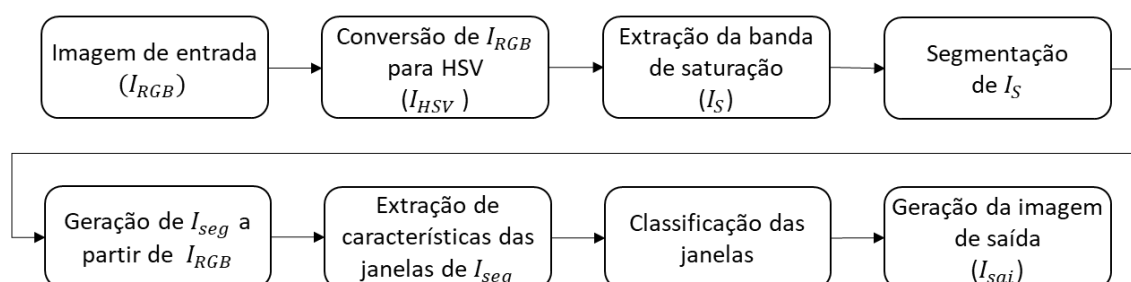 Imagem de entrada
(I_RGB)
Conversão de I_RGB
para HSV
(I_HSV )
Extração da banda
de saturação
(I_S)
Segmentação
de I_S
Geração de I_seg a
partir de I_RGB
Extração de
característícas das
janelas de I_seg
Classificação das
janelas
Geração da imagem
de saída
(I_sai)